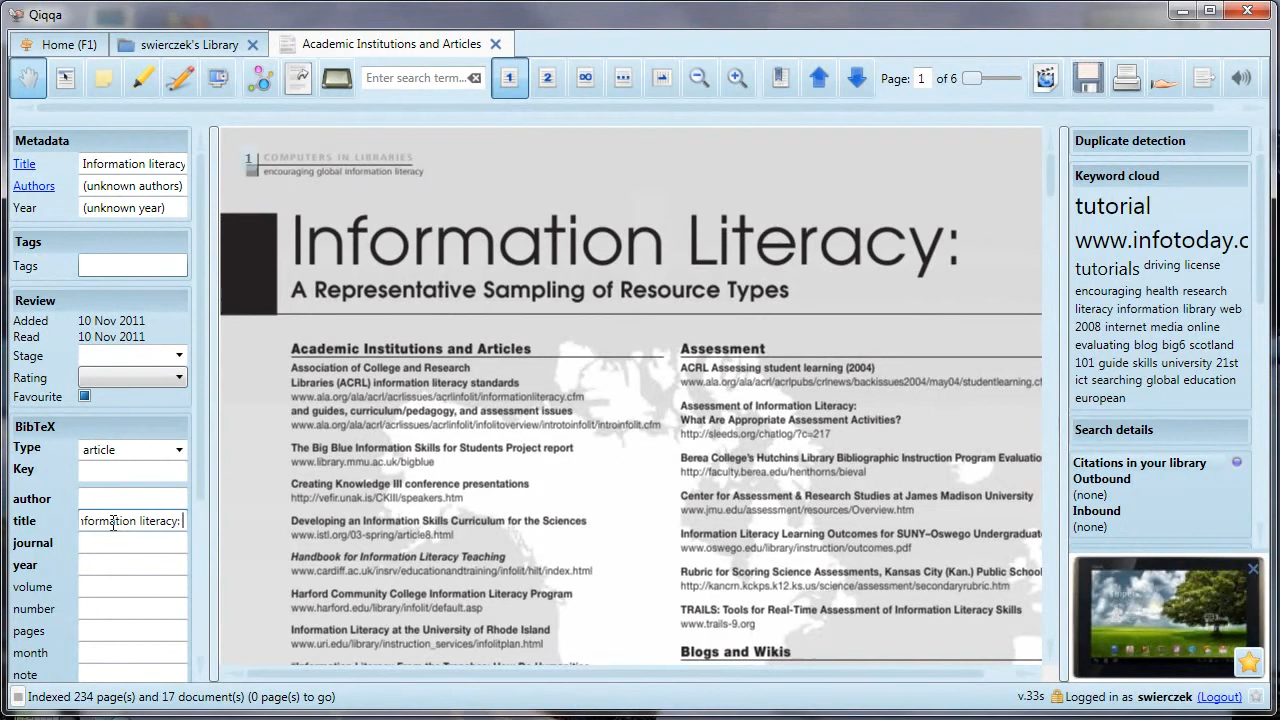 Qiqqa
Home (F1)
swierczek's Library
Academic Institutions and Articles
Enter search term...
1
2
Page: 1 of 6
Metadata
Title Information literacy
Authors (unknown authors)
Year (unknown year)
Tags
Tags
Review
Added 10 Nov 2011
Read 10 Nov 2011
Stage
Rating
Favourite
BibTeX
Type article
Key
author
title nformation literacy:
journal
year
volume
number
pages
month
note
1 COMPUTERS IN LIBRARIES
encouraging global information literacy
Information Literacy:
A Representative Sampling of Resource Types
Academic Institutions and Articles
Association of College and Research
Libraries (ACRL) information literacy standards
www.ala.org/ala/acrl/acrlissues/acrlinfolit/informationliteracy.cfm
and guides, curriculum/pedagogy, and assessment issues
www.ala.org/ala/acrl/acrlissues/acrlinfolit/infolitoverview/introtoinfolit/introinfolit.cfm
The Big Blue Information Skills for Students Project report
www.library.mmu.ac.uk/bigblue
Creating Knowledge III conference presentations
http://vefir.unak.is/CKIII/speakers.htm
Developing an Information Skills Curriculum for the Sciences
www.istl.org/03-spring/article8.html
Handbook for Information Literacy Teaching
www.cardiff.ac.uk/insrv/educationandtraining/infolit/hilt/index.html
Harford Community College Information Literacy Program
www.harford.edu/library/infolit/default.asp
Information Literacy at the University of Rhode Island
www.uri.edu/library/instruction_services/infolitplan.html
Assessment
ACRL Assessing student learning (2004)
www.ala.org/ala/acrl/acrlpubs/crlnews/backissues2004/may04/studentlearning.cf
Assessment of Information Literacy:
What Are Appropriate Assessment Activities?
http://sleeds.org/chatlog/?c=217
Berea College's Hutchins Library Bibliographic Instruction Program Evaluatio
http://faculty.berea.edu/henthorns/bieval
Center for Assessment & Research Studies at James Madison University
www.jmu.edu/assessment/resources/Overview.htm
Information Literacy Learning Outcomes for SUNY–Oswego Undergraduat
www.oswego.edu/library/instruction/outcomes.pdf
Rubric for Scoring Science Assessments, Kansas City (Kan.) Public School
http://kancrn.kckps.k12.ks.us/science/assessment/secondaryrubric.htm
TRAILS: Tools for Real-Time Assessment of Information Literacy Skills
www.trails-9.org
Blogs and Wikis
Duplicate detection
Keyword cloud
tutorial
www.infotoday.c
tutorials driving license
encouraging health research
literacy information library web
2008 internet media online
evaluating blog big6 scotland
101 guide skills university 21st
ict searching global education
european
Search details
Citations in your library
Outbound
(none)
Inbound
(none)
Indexed 234 page(s) and 17 document(s) (0 page(s) to go)
v.33s Logged in as swierczek (Logout)